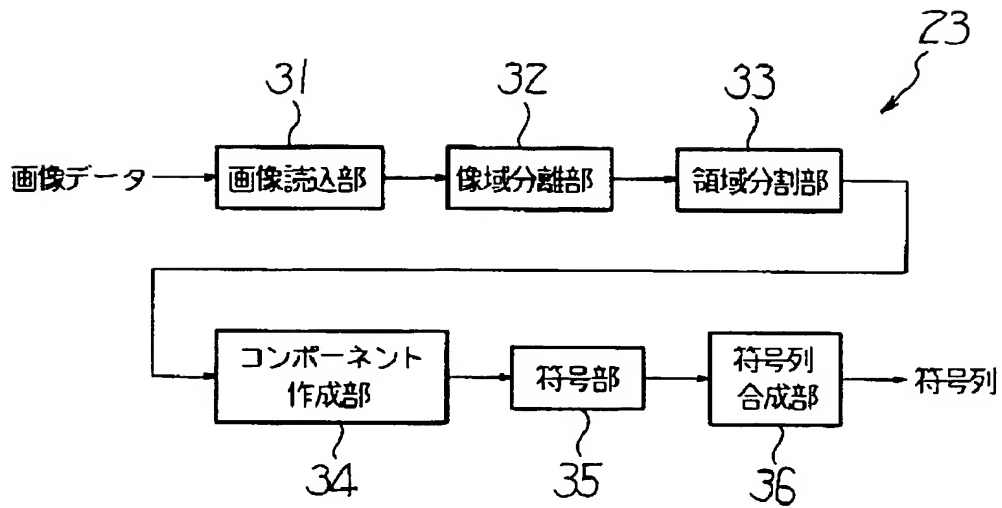 23
31
32
33
画像データ
画像読込部
像域分離部
領域分割部
コンポーネント
作成部
符号部
符号列
合成部
符号列
34
35
36